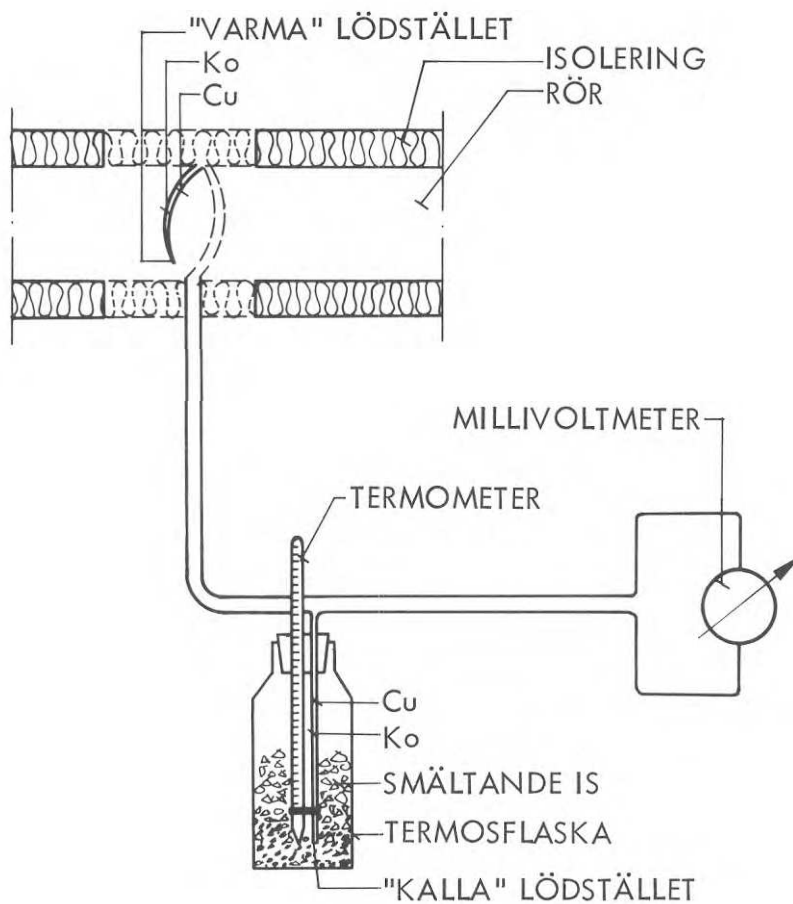 "VARMA" LÖDSTÄLLET
Ko
Cu
ISOLERING
RÖR
MILLIVOLTMETER
TERMOMETER
Cu
Ko
SMÄLTANDE IS
TERMOSFLASKA
"KALLA" LÖDSTÄLLET